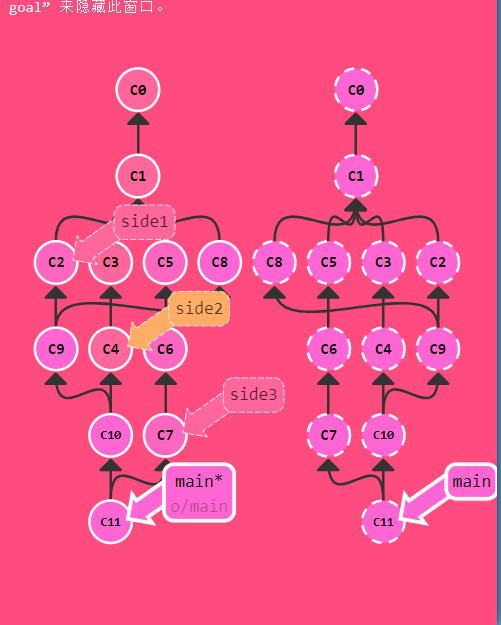 goal” 来隐藏此窗口。
C0
C0
C1
C1
side1
C2
C3
C5
C8
C8
C5
C3
C2
side2
C9
C4
C6
C6
C4
C9
side3
C10
C7
C7
C10
main*
o/main
main
C11
C11